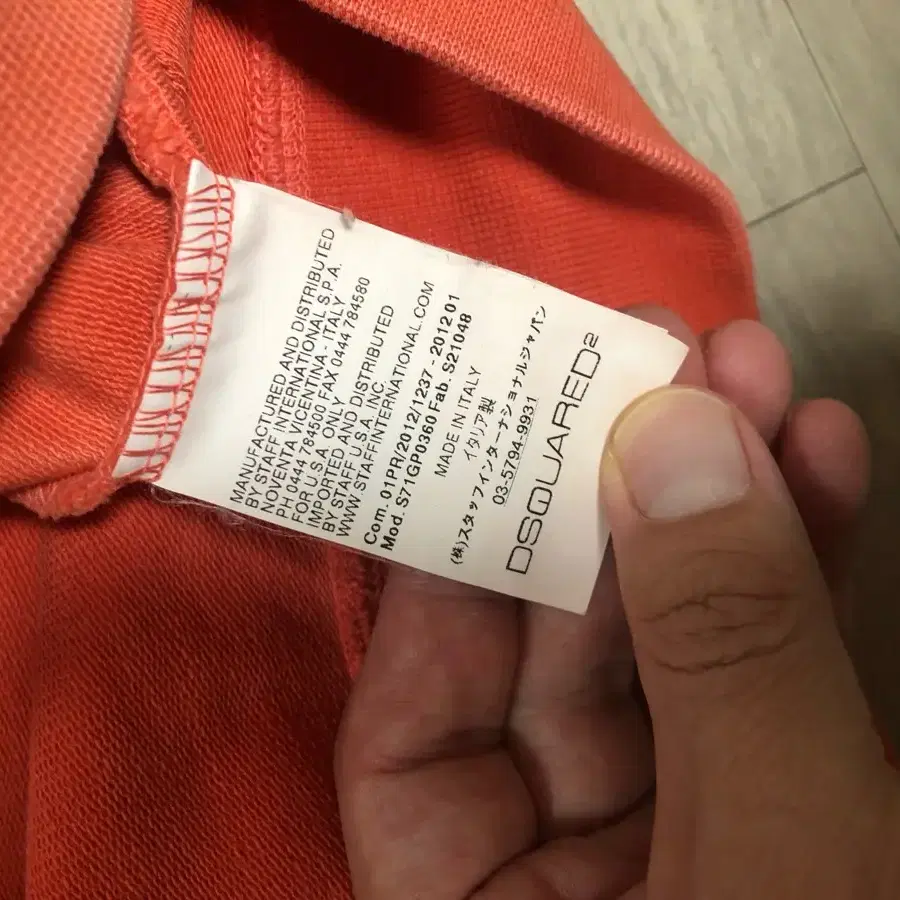 MANUFACTURED AND DISTRIBUTED
BY STAFF INTERNATIONAL S.P.A.
NOVENTA VICENTINA - ITALY
PH 0444 784500 FAX 0444 784580
FOR U.S.A. ONLY
IMPORTED AND DISTRIBUTED
BY STAFF U.S.A. INC.
WWW.STAFFINTERNATIONAL.COM
Com. 01PR/2012/1237 - 2012 01
Mod. S71GP0360 Fab. S21048
MADE IN ITALY
イタリア製
(株)スタッフインターナショナルジャパン
03-5794-9931
DSQUARED2